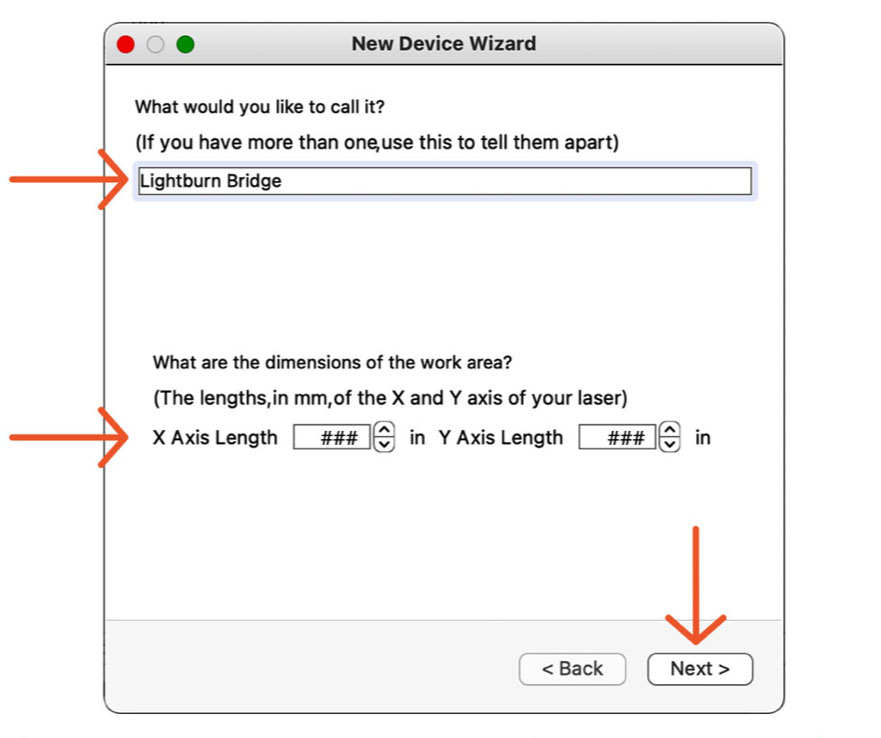 New Device Wizard
What would you like to call it?
(If you have more than one,use this to tell them apart)
Lightburn Bridge
What are the dimensions of the work area?
(The lengths,in mm,of the X and Y axis of your laser)
X Axis Length ### in Y Axis Length ### in
< Back Next >